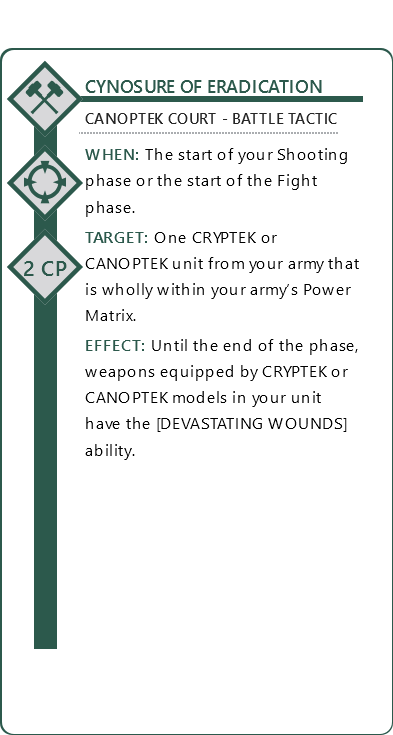 CYNOSURE OF ERADICATION
CANOPTEK COURT - BATTLE TACTIC
WHEN: The start of your Shooting
phase or the start of the Fight
phase.
2 CP
TARGET: One CRYPTEK or
CANOPTEK unit from your army that
is wholly within your army’s Power
Matrix.
EFFECT: Until the end of the phase,
weapons equipped by CRYPTEK or
CANOPTEK models in your unit
have the [DEVASTATING WOUNDS]
ability.